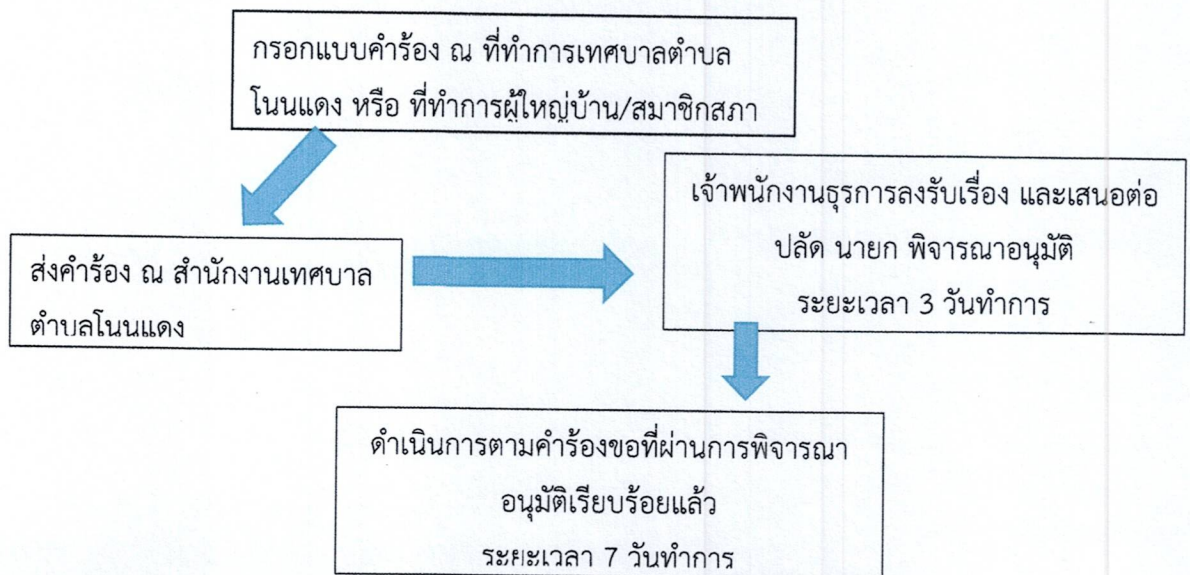 กรอกแบบคำร้อง ณ ที่ทำการเทศบาลตำบล
โนนแดง หรือ ที่ทำการผู้ใหญ่บ้าน/สมาชิกสภา
ส่งคำร้อง ณ สำนักงานเทศบาล
ตำบลโนนแดง
เจ้าพนักงานธุรการลงรับเรื่อง และเสนอต่อ
ปลัด นายก พิจารณาอนุมัติ
ระยะเวลา 3 วันทำการ
ดำเนินการตามคำร้องขอที่ผ่านการพิจารณา
อนุมัติเรียบร้อยแล้ว
ระยะเวลา 7 วันทำการ